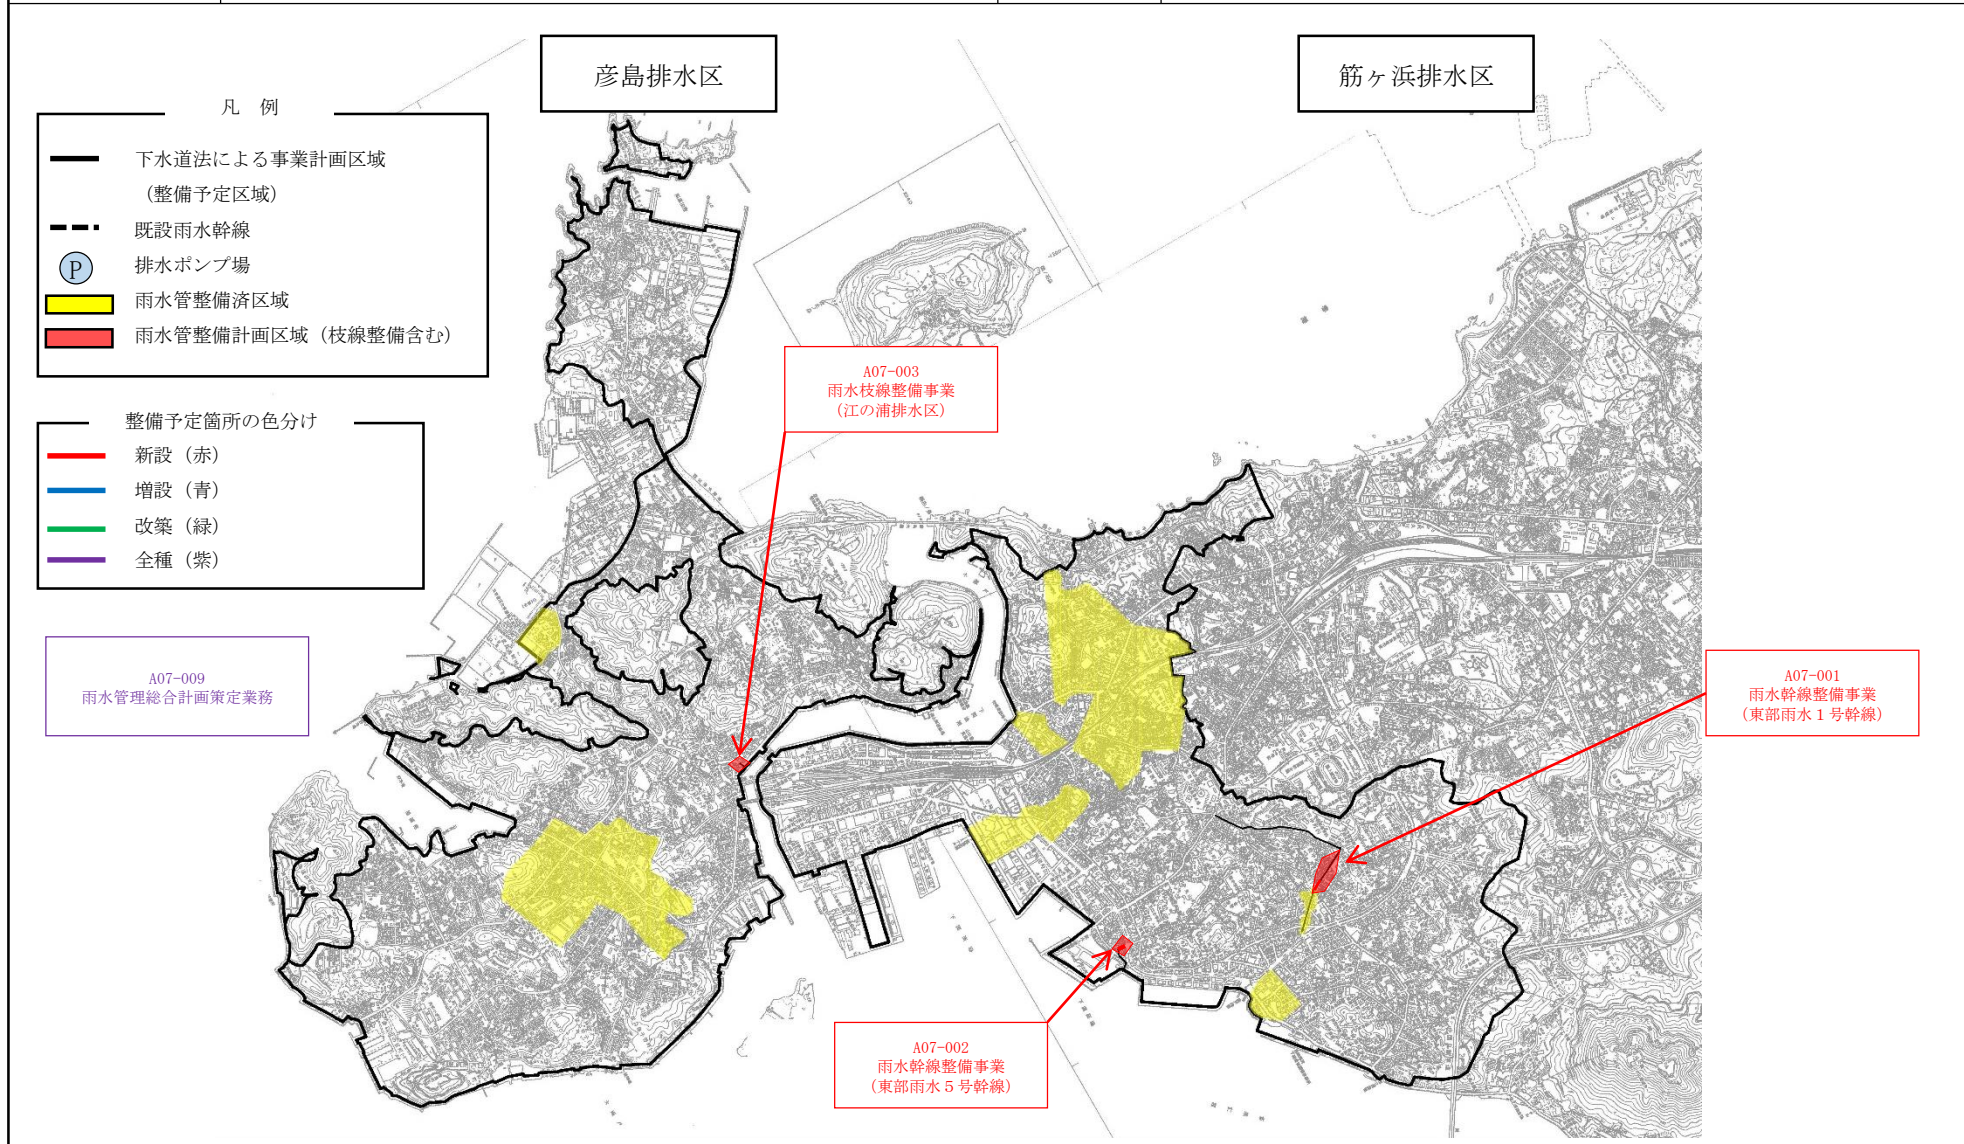 彦島排水区
筋ヶ浜排水区
凡 例
下水道法による事業計画区域
（整備予定区域）
既設雨水幹線
P
排水ポンプ場
雨水管整備済区域
雨水管整備計画区域（枝線整備含む）
整備予定箇所の色分け
新設（赤）
増設（青）
改築（緑）
全種（紫）
A07-003
雨水枝線整備事業
（江の浦排水区）
A07-009
雨水管理総合計画策定業務
A07-001
雨水幹線整備事業
（東部雨水１号幹線）
A07-002
雨水幹線整備事業
（東部雨水５号幹線）